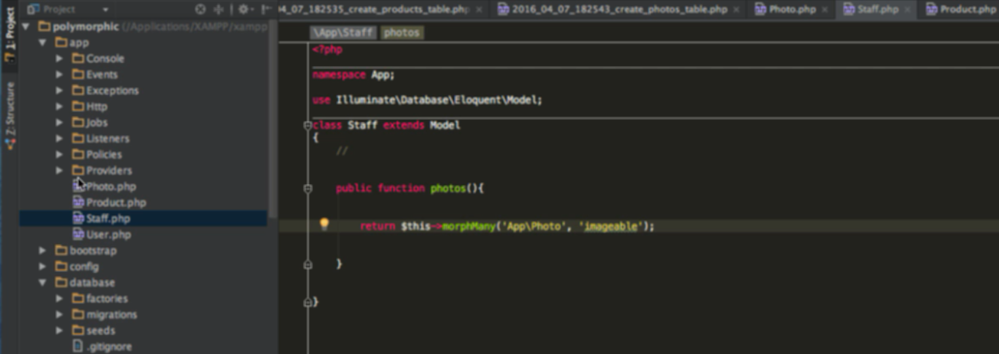 1: Project
Z: Structure
Project
polymorphic (/Applications/XAMPP/xampp
app
Console
Events
Exceptions
Http
Jobs
Listeners
Policies
Providers
Photo.php
Product.php
Staff.php
User.php
bootstrap
config
database
factories
migrations
seeds
.gitignore
04_07_182535_create_products_table.php
2016_04_07_182543_create_photos_table.php
Photo.php
Staff.php
Product.php
\App\Staff photos
<?php
namespace App;
use Illuminate\Database\Eloquent\Model;
class Staff extends Model
{
//
public function photos(){
return $this->morphMany('App\Photo', 'imageable');
}
}